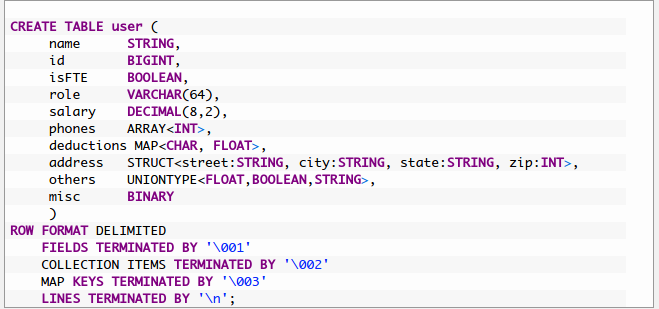 CREATE TABLE user (
name STRING,
id BIGINT,
isFTE BOOLEAN,
role VARCHAR(64),
salary DECIMAL(8,2),
phones ARRAY<INT>,
deductions MAP<CHAR, FLOAT>,
address STRUCT<street:STRING, city:STRING, state:STRING, zip:INT>,
others UNIONTYPE<FLOAT,BOOLEAN,STRING>,
misc BINARY
)
ROW FORMAT DELIMITED
FIELDS TERMINATED BY '\001'
COLLECTION ITEMS TERMINATED BY '\002'
MAP KEYS TERMINATED BY '\003'
LINES TERMINATED BY '\n';